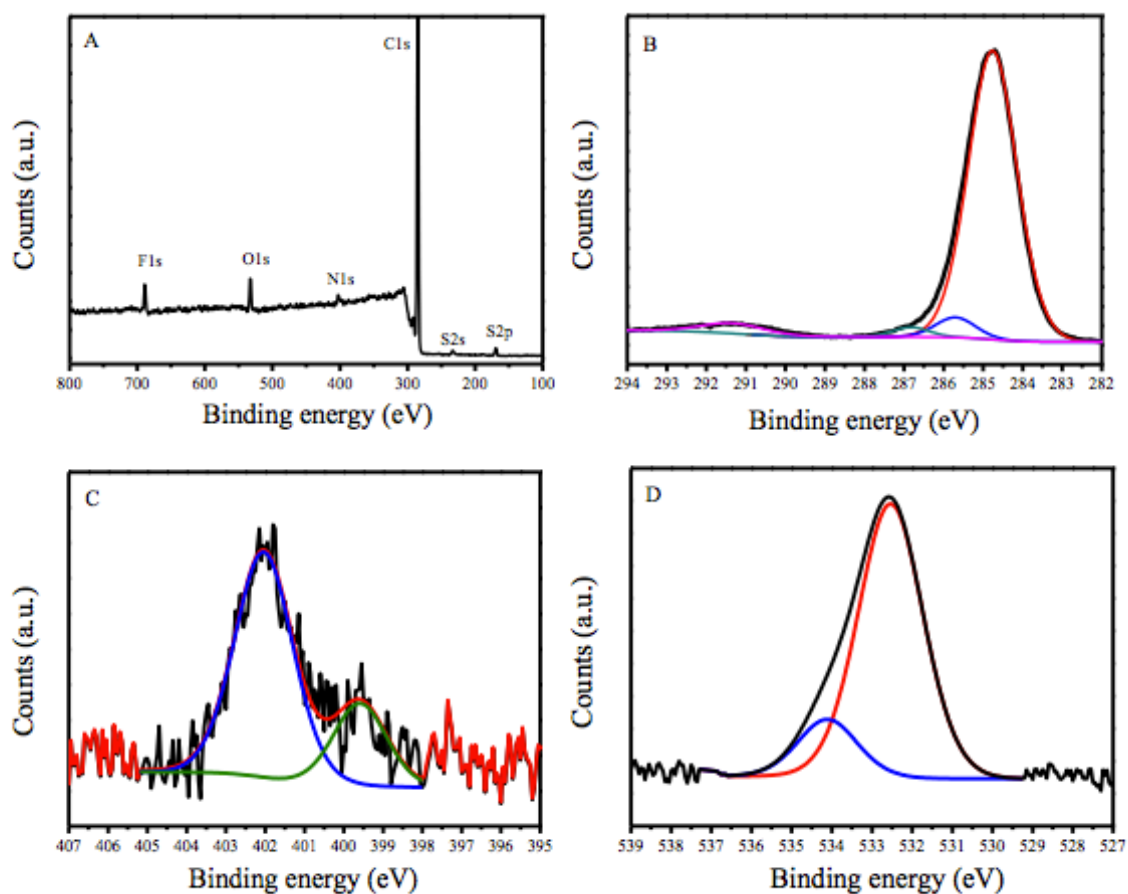 A
C1s
F1s
O1s
N1s
S2s
S2p
Counts (a.u.)
800 700 600 500 400 300 200 100
Binding energy (eV)
B
Counts (a.u.)
294 293 292 291 290 289 288 287 286 285 284 283 282
Binding energy (eV)
C
Counts (a.u.)
407 406 405 404 403 402 401 400 399 398 397 396 395
Binding energy (eV)
D
Counts (a.u.)
539 538 537 536 535 534 533 532 531 530 529 528 527
Binding energy (eV)